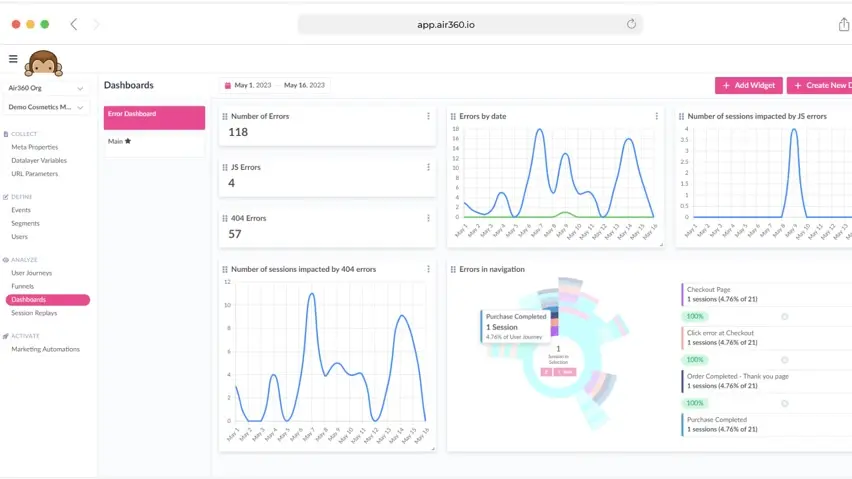 app.air360.io
Air360 Org
Demo Cosmetics M...
COLLECT
Meta Properties
Datalayer Variables
URL Parameters
DEFINE
Events
Segments
Users
ANALYZE
User Journeys
Funnels
Dashboards
Session Replays
ACTIVATE
Marketing Automations
Dashboards
Error Dashboard
Main
May 1, 2023 — May 16, 2023
+ Add Widget
+ Create New D
Number of Errors
118
JS Errors
4
404 Errors
57
Errors by date
18
16
14
12
10
8
6
4
2
0
May 1
May 2
May 3
May 4
May 5
May 6
May 7
May 8
May 9
May 10
May 11
May 12
May 13
May 14
May 15
May 16
Number of sessions impacted by JS errors
4
3.5
3
2.5
2
1.5
1
0.5
0
May 1
May 2
May 3
May 4
May 5
May 6
May 7
May 8
May 9
May 10
May 11
May 12
May 13
Number of sessions impacted by 404 errors
12
10
8
6
4
2
0
May 1
May 2
May 3
May 4
May 5
May 6
May 7
May 8
May 9
May 10
May 11
May 12
May 13
May 14
May 15
May 16
Errors in navigation
Purchase Completed
1 Session
4.76% of User Journey
1
Session in
Selection
Checkout Page
1 sessions (4.76% of 21)
100%
Click error at Checkout
1 sessions (4.76% of 21)
100%
Order Completed - Thank you page
1 sessions (4.76% of 21)
100%
Purchase Completed
1 sessions (4.76% of 21)